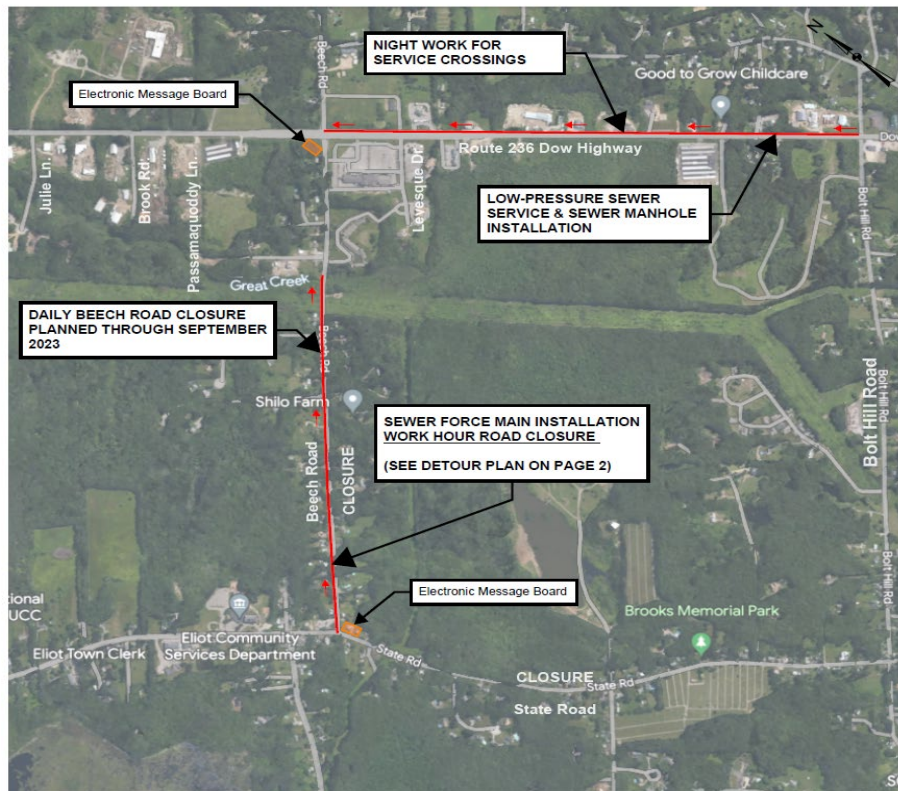 Beech Rd
N
NIGHT WORK FOR
SERVICE CROSSINGS
Good to Grow Childcare
Electronic Message Board
Route 236 Dow Highway
Julie Ln.
Brook Rd.
Passamaquoddy Ln.
Levesque Dr.
LOW-PRESSURE SEWER
SERVICE & SEWER MANHOLE
INSTALLATION
Bolt Hill Rd
Great Creek
DAILY BEECH ROAD CLOSURE
PLANNED THROUGH SEPTEMBER
2023
Beech Rd
Shilo Farm
SEWER FORCE MAIN INSTALLATION
WORK HOUR ROAD CLOSURE
(SEE DETOUR PLAN ON PAGE 2)
Beech Road
CLOSURE
Bolt Hill Rd
Bolt Hill Road
Bolt Hill Rd
Electronic Message Board
UCC
Eliot Town Clerk
Eliot Community
Services Department
Brooks Memorial Park
State Rd
CLOSURE
State Rd
State Road